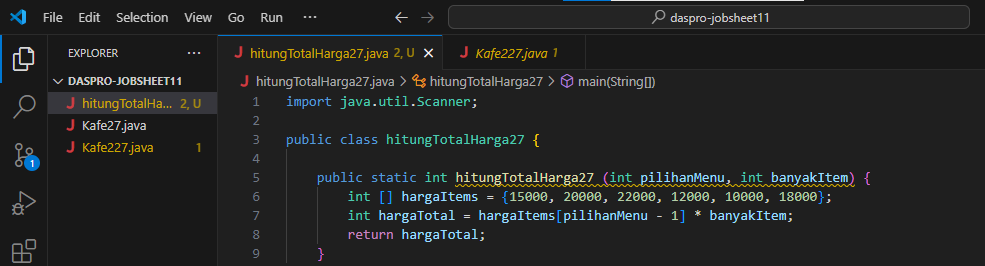 File Edit Selection View Go Run ... daspro-jobsheet11
EXPLORER ...
DASPRO-JOBSHEET11
J hitungTotalHa... 2, U
J Kafe27.java
J Kafe227.java 1
1
J hitungTotalHarga27.java 2, U
J Kafe227.java 1
J hitungTotalHarga27.java > hitungTotalHarga27 > main(String[])
1 import java.util.Scanner;
2
3 public class hitungTotalHarga27 {
4
5 public static int hitungTotalHarga27 (int pilihanMenu, int banyakItem) {
6 int [] hargaItems = {15000, 20000, 22000, 12000, 10000, 18000};
7 int hargaTotal = hargaItems[pilihanMenu - 1] * banyakItem;
8 return hargaTotal;
9 }